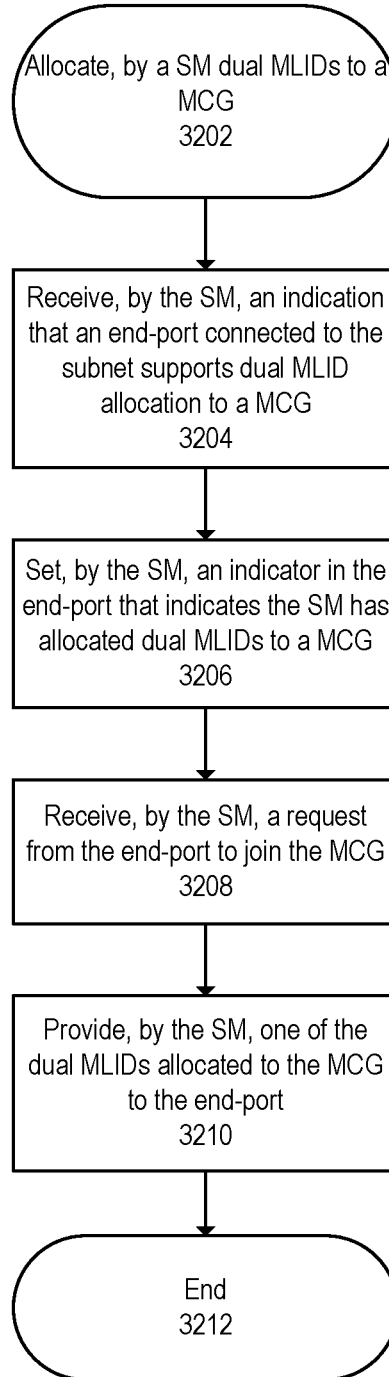 Allocate, by a SM dual MLIDs to a
MCG
3202
Receive, by the SM, an indication
that an end-port connected to the
subnet supports dual MLID
allocation to a MCG
3204
Set, by the SM, an indicator in the
end-port that indicates the SM has
allocated dual MLIDs to a MCG
3206
Receive, by the SM, a request
from the end-port to join the MCG
3208
Provide, by the SM, one of the
dual MLIDs allocated to the MCG
to the end-port
3210
End
3212